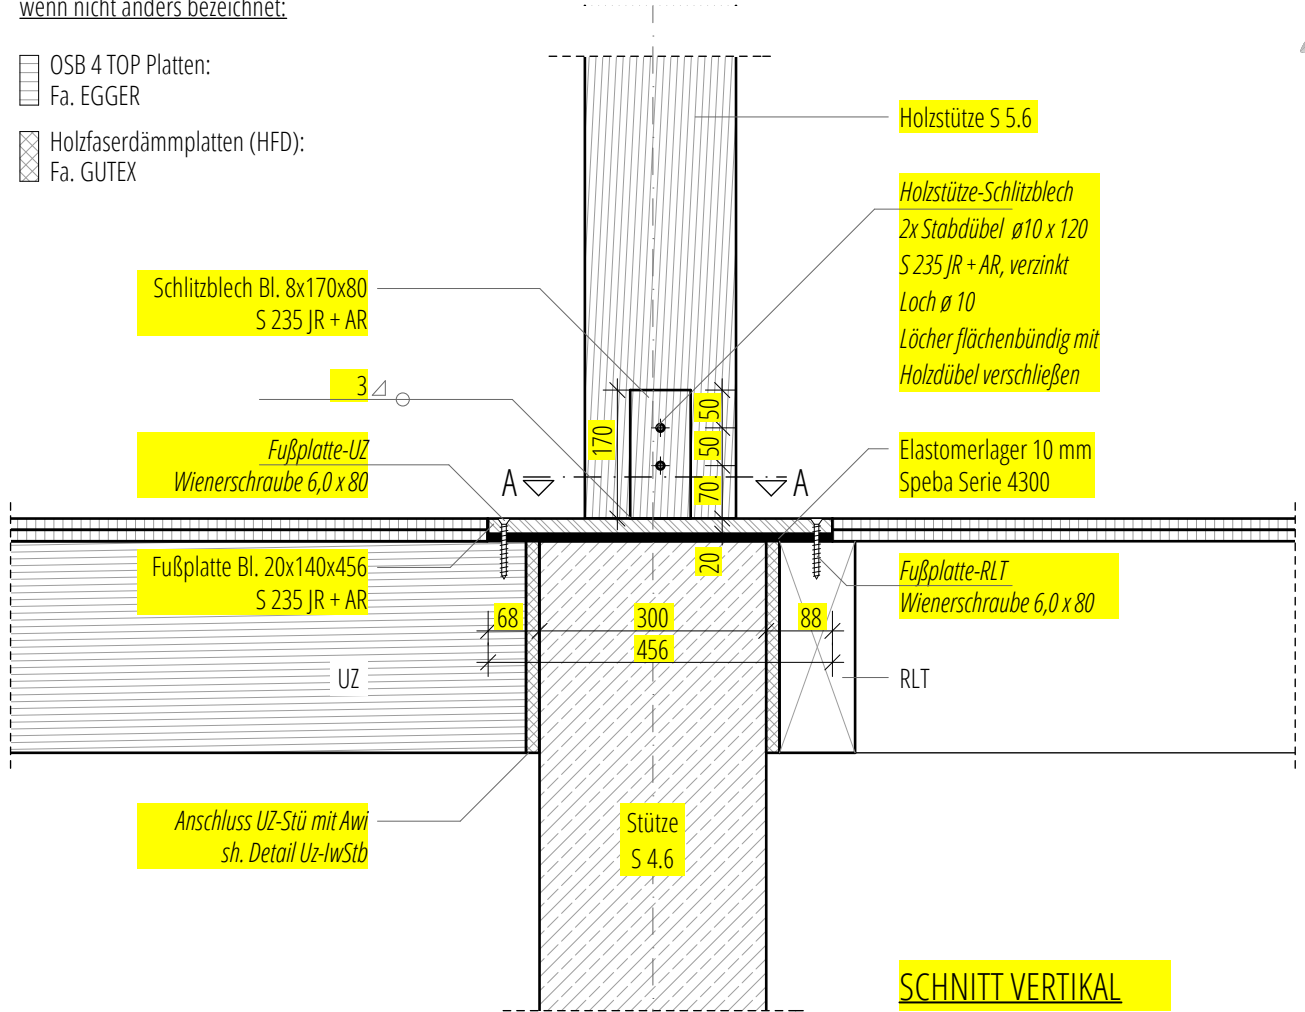 wenn nicht anders bezeichnet:
OSB 4 TOP Platten:
Fa. EGGER
Holzfaserdämmplatten (HFD):
Fa. GUTEX
Holzstütze S 5.6
Holzstütze-Schlitzblech
2x Stabdübel ø10 x 120
S 235 JR + AR, verzinkt
Loch ø 10
Löcher flächenbündig mit
Holzdübel verschließen
Schlitzblech Bl. 8x170x80
S 235 JR + AR
3
170
50
50
70
20
Fußplatte-UZ
Wienerschraube 6,0 x 80
A
A
Elastomerlager 10 mm
Speba Serie 4300
Fußplatte Bl. 20x140x456
S 235 JR + AR
Fußplatte-RLT
Wienerschraube 6,0 x 80
68
300
88
456
UZ
RLT
Anschluss UZ-Stü mit Awi
sh. Detail Uz-IwStb
Stütze
S 4.6
SCHNITT VERTIKAL